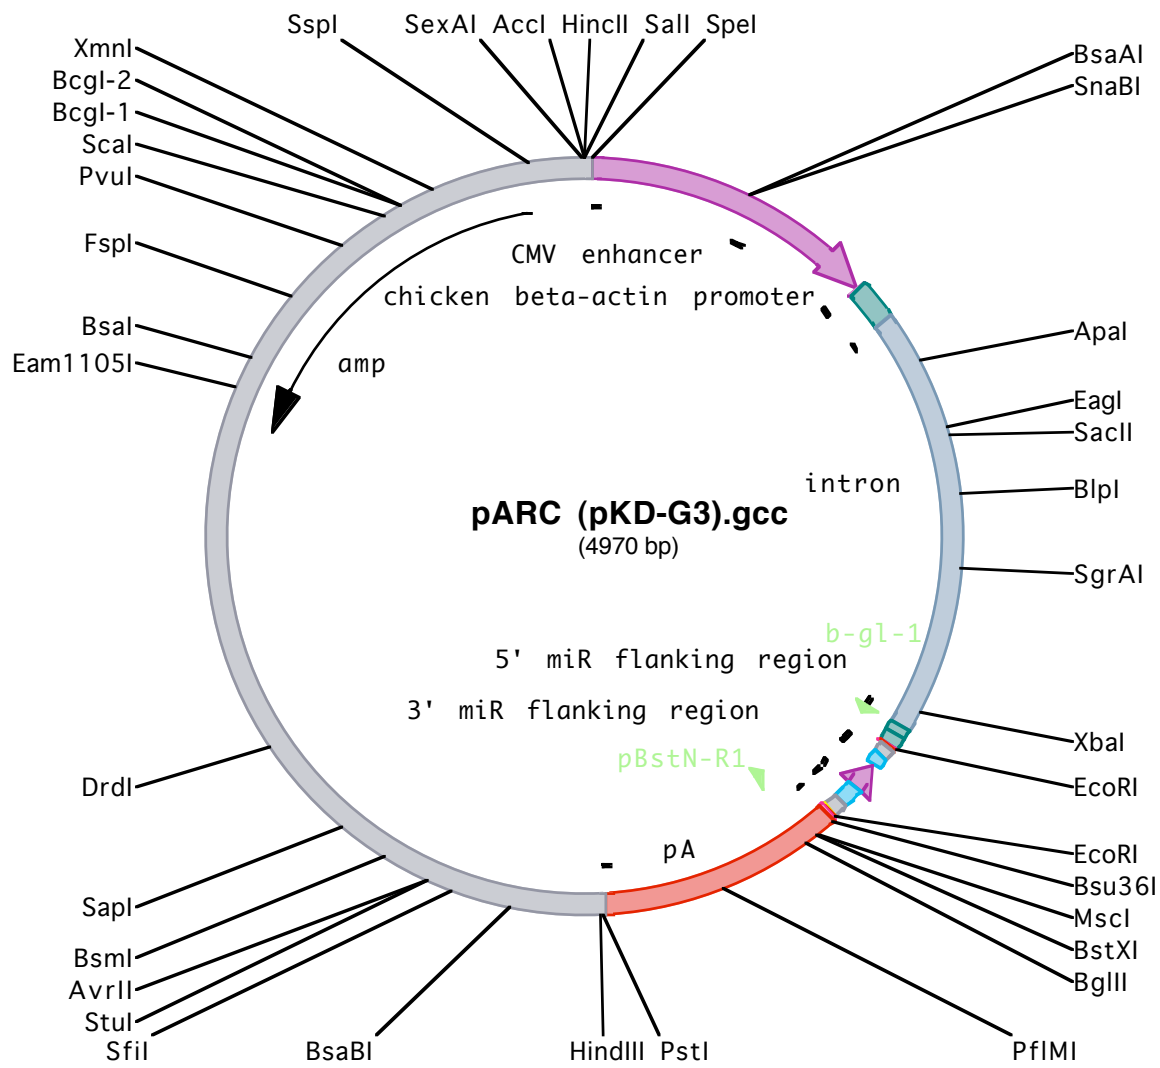 SspI SexAI AccI HincII SalI SpeI
XmnI
BcgI-2
BcgI-1
ScaI
PvuI
FspI
BsaI
Eam1105I
BsaAI
SnaBI
CMV enhancer
chicken beta-actin promoter
amp
ApaI
EagI
SacII
BlpI
SgrAI
intron
pARC (pKD-G3).gcc
(4970 bp)
b-gl-1
5' miR flanking region
3' miR flanking region
pBstN-R1
XbaI
EcoRI
EcoRI
Bsu36I
MscI
BstXI
BglII
pA
DrdI
SapI
BsmI
AvrII
StuI
SfiI BsaBI HindIII PstI PflMI